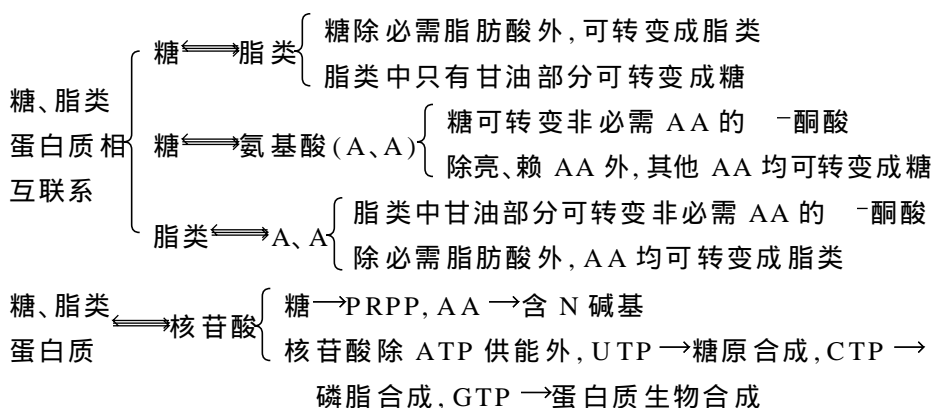 糖、脂类
蛋白质相
互联系
糖⇌脂类
糖除必需脂肪酸外,可转变成脂类
脂类中只有甘油部分可转变成糖
糖⇌氨基酸(A、A)
糖可转变非必需 AA 的 -酮酸
除亮、赖 AA 外,其他 AA 均可转变成糖
脂类⇌A、A
脂类中甘油部分可转变非必需 AA 的 -酮酸
除必需脂肪酸外,AA 均可转变成脂类
糖、脂类
蛋白质
⇌核苷酸
糖→PRPP, AA→含 N 碱基
核苷酸除 ATP 供能外,UTP→糖原合成,CTP→
磷脂合成,GTP→蛋白质生物合成